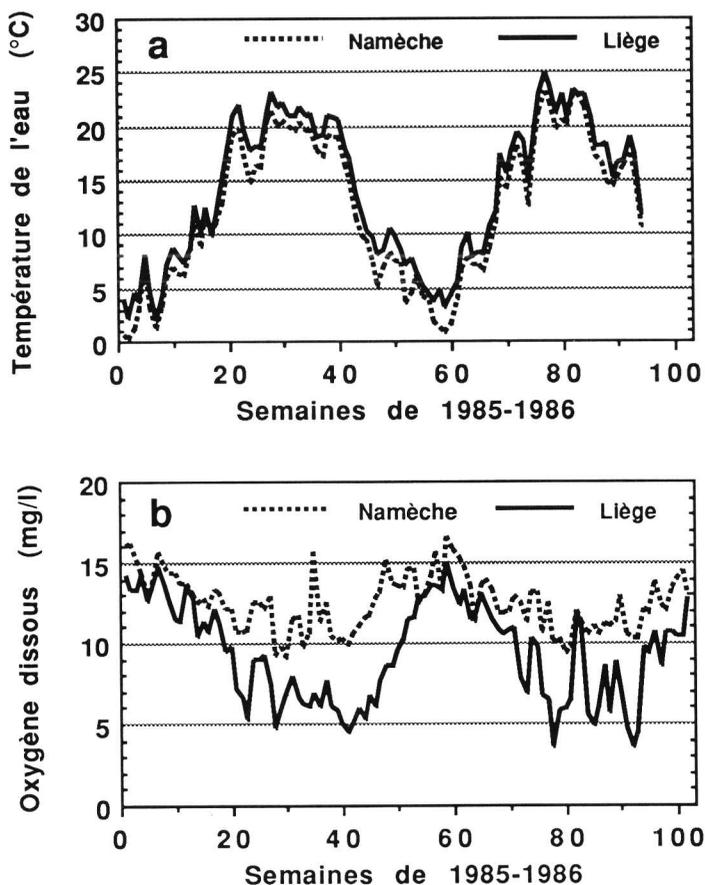 Température de l'eau (°C)
30
25
20
15
10
5
0
a
Namèche
Liège
0 20 40 60 80 100
Semaines de 1985-1986
Oxygène dissous (mg/l)
20
15
10
5
0
b
Namèche
Liège
0 20 40 60 80 100
Semaines de 1985-1986